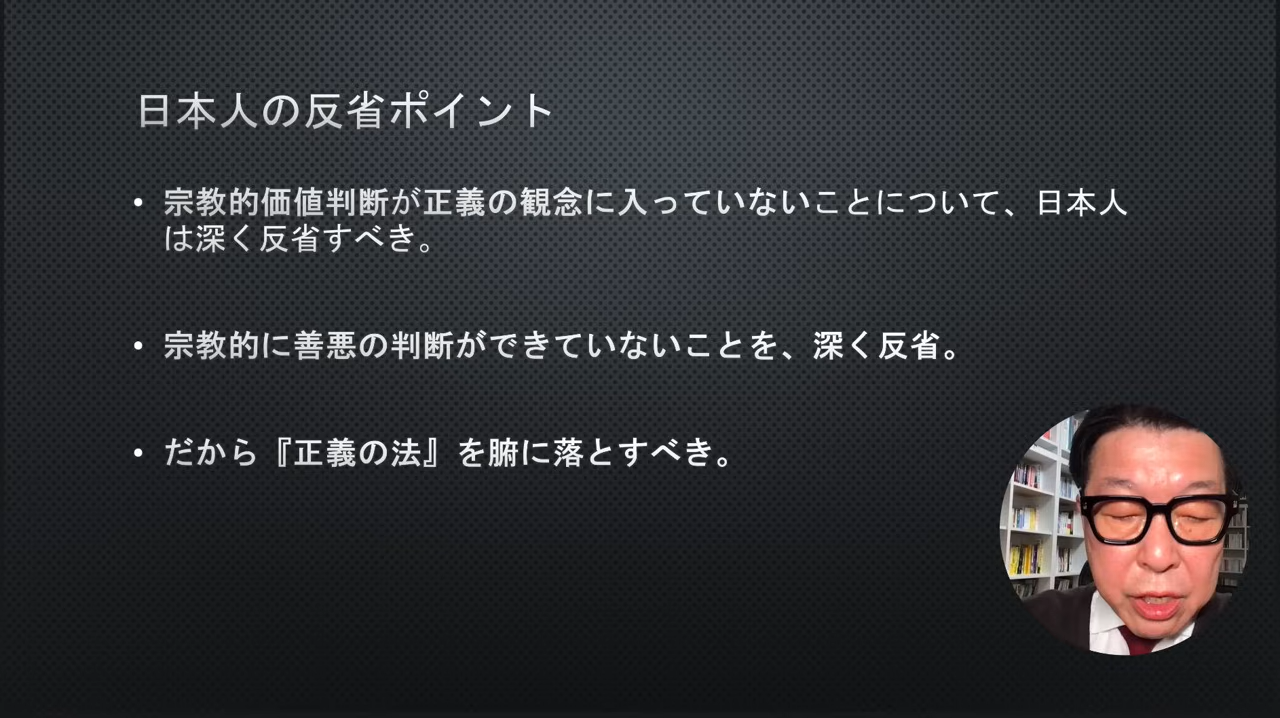 日本人の反省ポイント
• 宗教的価値判断が正義の観念に入っていないことについて、日本人
は深く反省すべき。
• 宗教的に善悪の判断ができていないことを、深く反省。
• だから『正義の法』を腑に落とすべき。